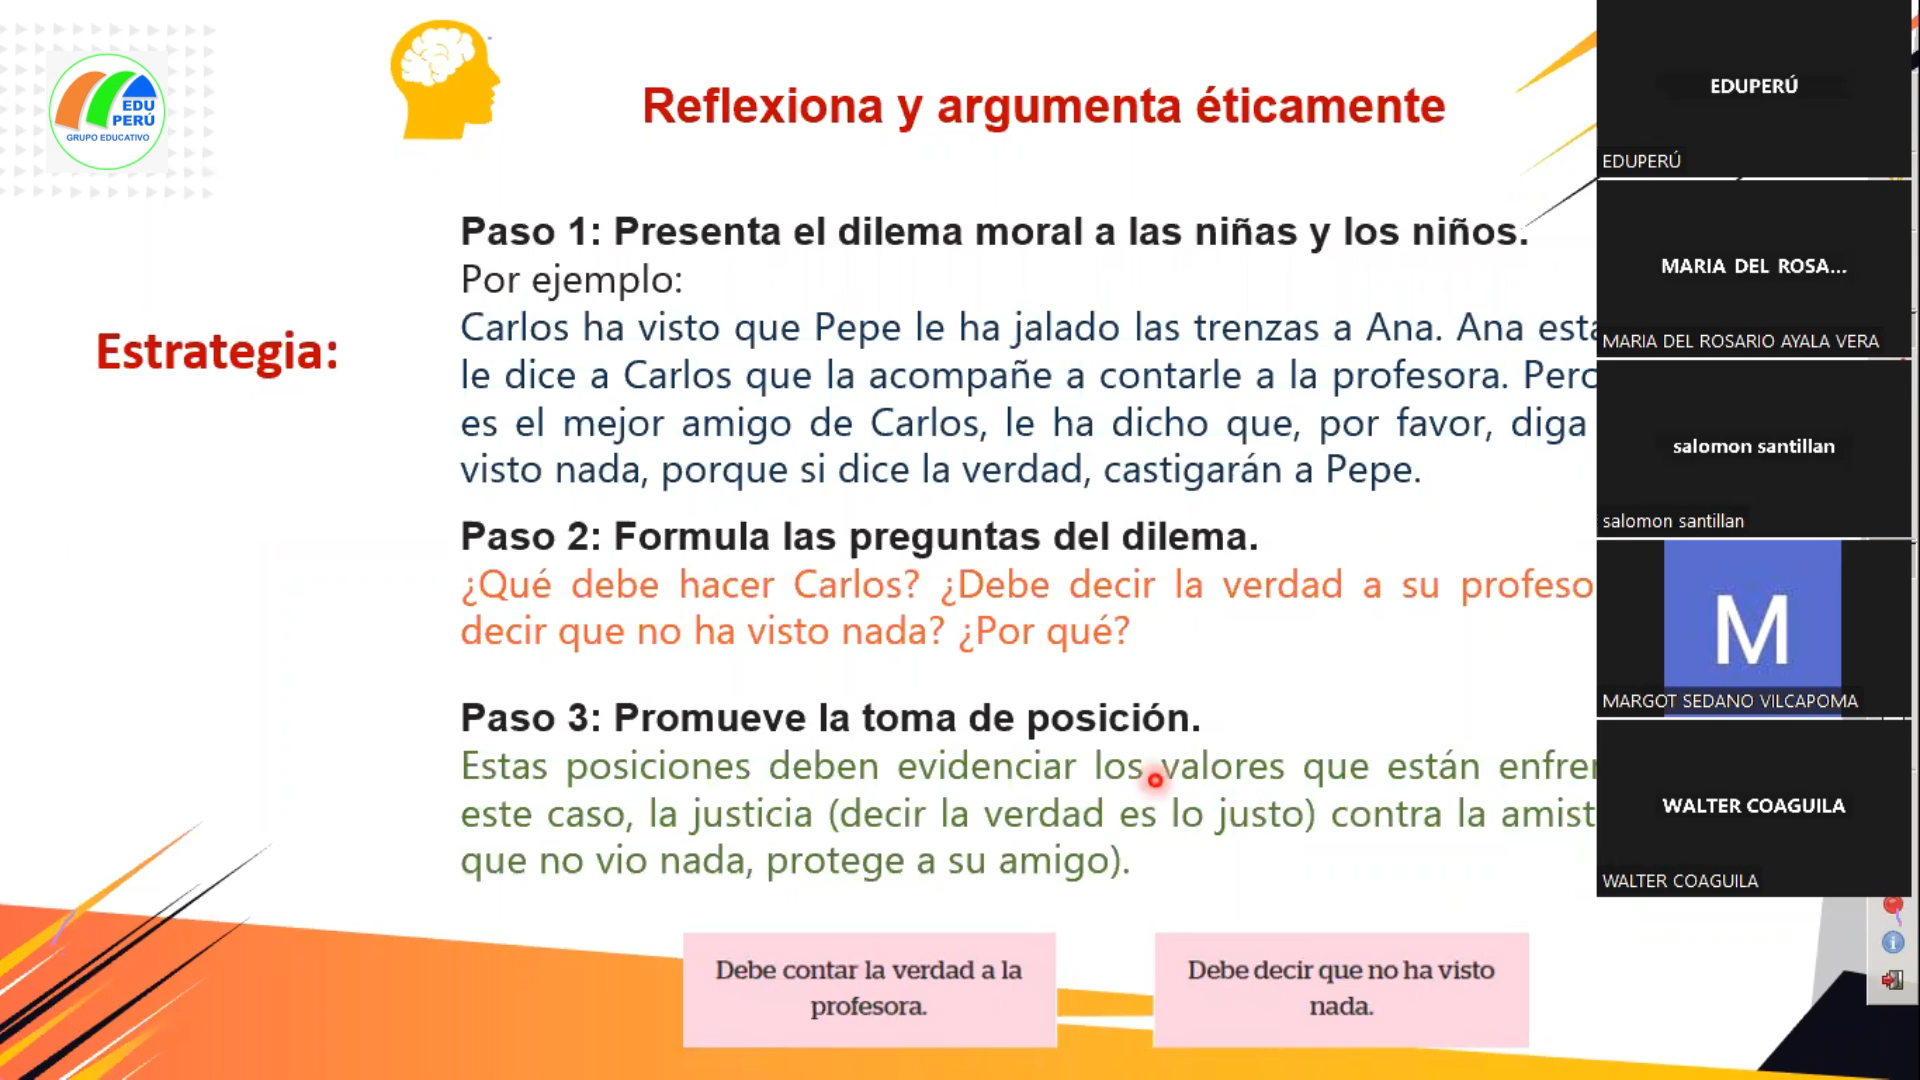 EDU
PERÚ
GRUPO EDUCATIVO
Reflexiona y argumenta éticamente
Estrategia:
Paso 1: Presenta el dilema moral a las niñas y los niños.
Por ejemplo:
Carlos ha visto que Pepe le ha jalado las trenzas a Ana. Ana
le dice a Carlos que la acompañe a contarle a la profesora.
es el mejor amigo de Carlos, le ha dicho que, por favor, diga
visto nada, porque si dice la verdad, castigarán a Pepe.
Paso 2: Formula las preguntas del dilema.
¿Qué debe hacer Carlos? ¿Debe decir la verdad a su
decir que no ha visto nada? ¿Por qué?
Paso 3: Promueve la toma de posición.
Estas posiciones deben evidenciar los valores que están
este caso, la justicia (decir la verdad es lo justo) contra la
que no vio nada, protege a su amigo).
Debe contar la verdad a la
profesora.
Debe decir que no ha visto
nada.
EDUPERÚ
EDUPERÚ
MARIA DEL ROSA...
MARIA DEL ROSARIO AYALA VERA
salomon santillan
salomon santillan
M
MARGOT SEDANO VILCAPOMA
WALTER COAGUILA
WALTER COAGUILA